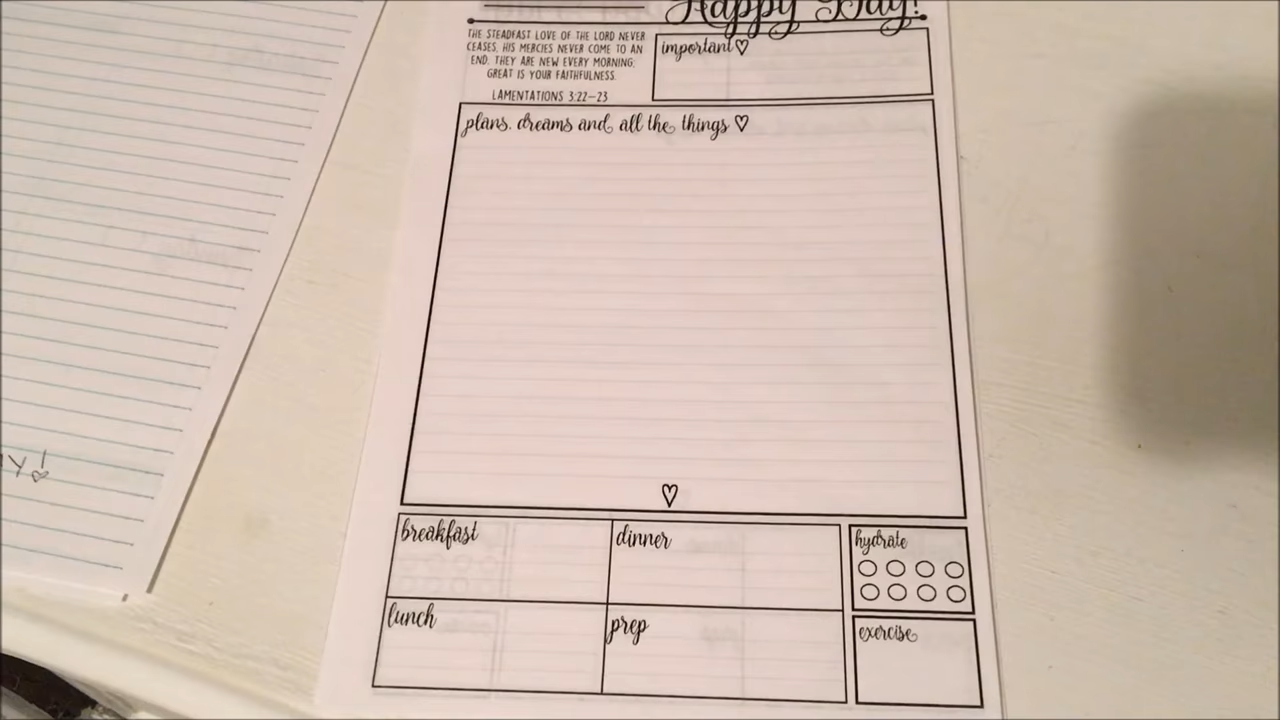 Happy Day!
THE STEADFAST LOVE OF THE LORD NEVER
CEASES, HIS MERCIES NEVER COME TO AN
END. THEY ARE NEW EVERY MORNING;
GREAT IS YOUR FAITHFULNESS.
LAMENTATIONS 3:22–23
important ♡
plans, dreams and all the things ♡
breakfast
dinner
hydrate
lunch
prep
exercise